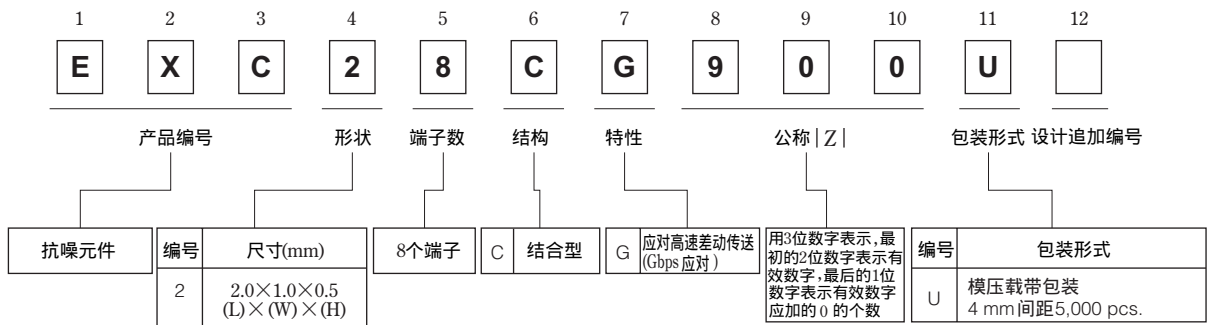 1 2 3 4 5 6 7 8 9 10 11 12
E X C 2 8 C G 9 0 0 U
产品编号 形状 端子数 结构 特性 公称|Z| 包装形式 设计追加编号
抗噪元件
编号 尺寸(mm)
2 2.0×1.0×0.5
(L)×(W)×(H)
8个端子
C 结合型
G 应对高速差动传送
(Gbps应对)
用3位数字表示,最
初的2位数字表示有
效数字,最后的1位
数字表示有效数字
应加的0的个数
编号 包装形式
U 模压载带包装
4 mm间距5,000 pcs.